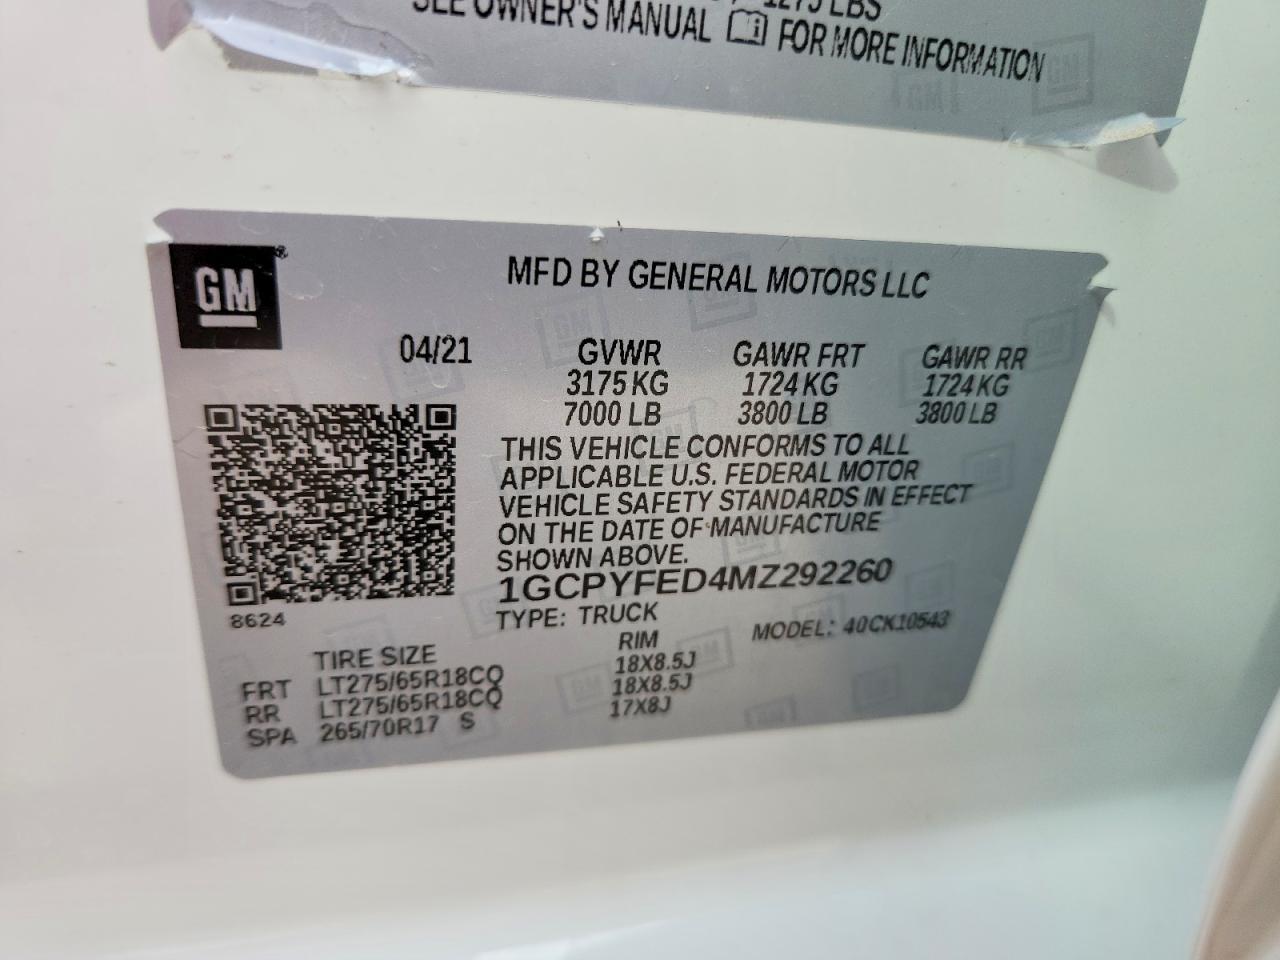 1275 LBS
SEE OWNER'S MANUAL FOR MORE INFORMATION
GM
MFD BY GENERAL MOTORS LLC
04/21 GVWR GAWR FRT GAWR RR
3175 KG 1724 KG 1724 KG
7000 LB 3800 LB 3800 LB
THIS VEHICLE CONFORMS TO ALL
APPLICABLE U.S. FEDERAL MOTOR
VEHICLE SAFETY STANDARDS IN EFFECT
ON THE DATE OF MANUFACTURE
SHOWN ABOVE.
1GCPYFED4MZ292260
8624
TYPE: TRUCK MODEL: 40CK10543
TIRE SIZE RIM
FRT LT275/65R18CQ 18X8.5J
RR LT275/65R18CQ 18X8.5J
SPA 265/70R17 S 17X8J